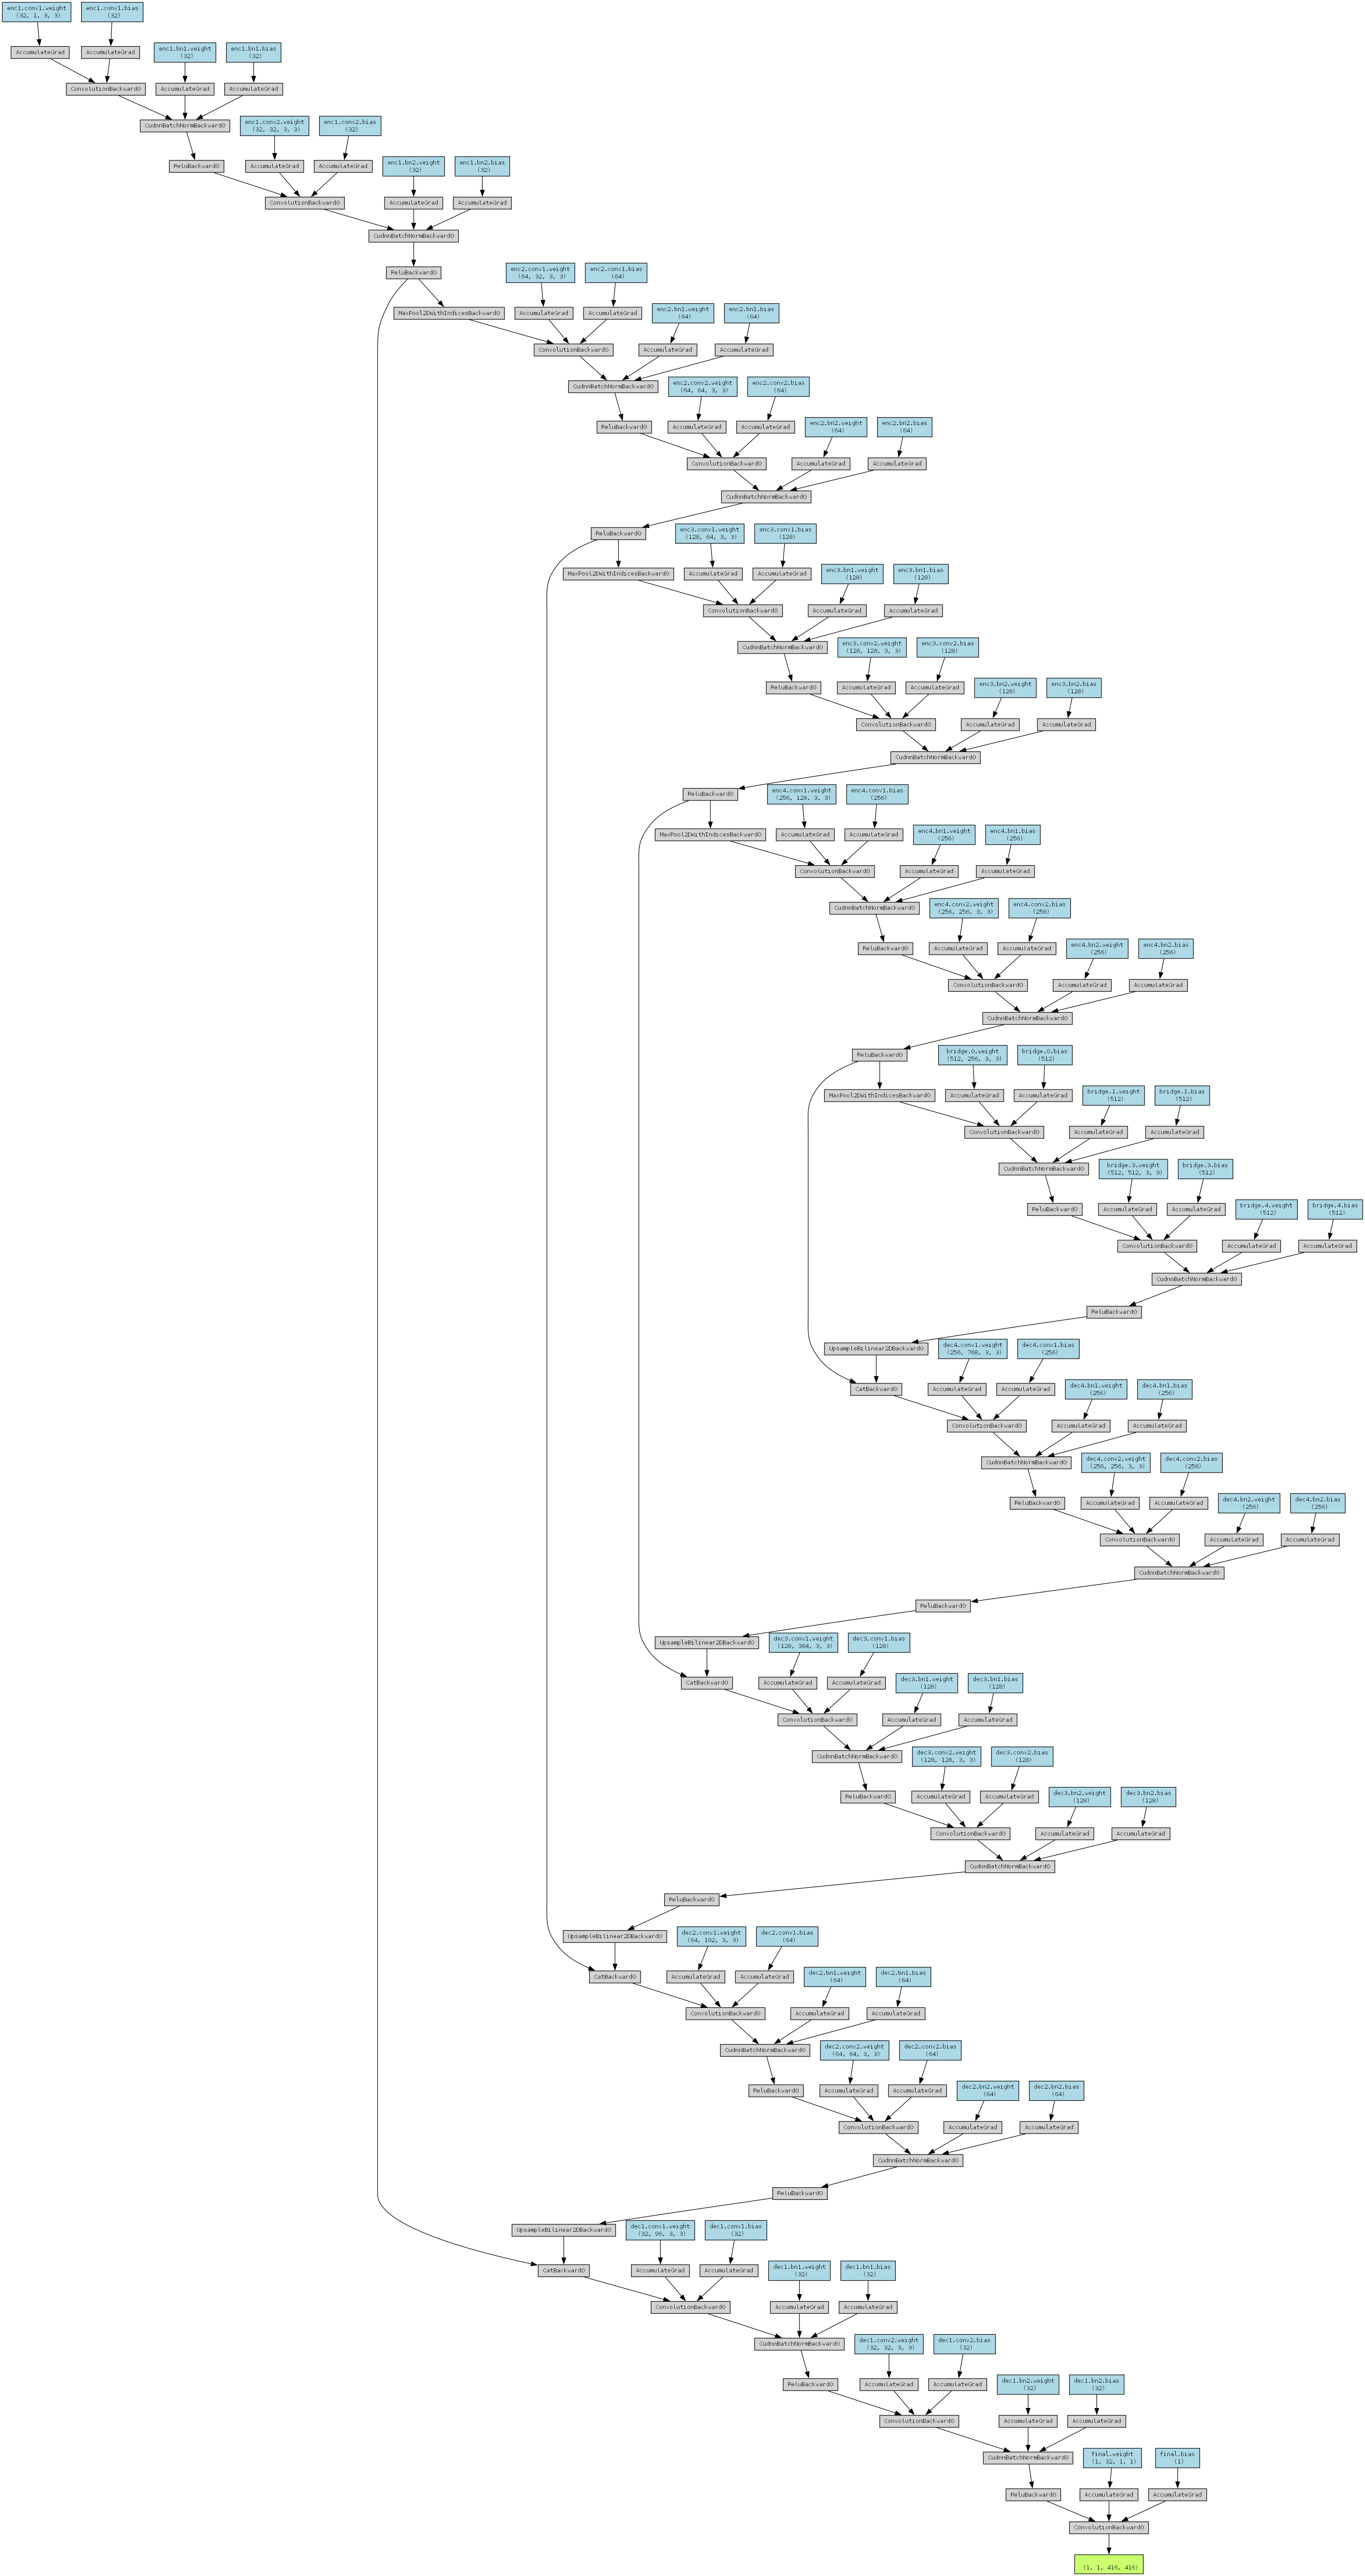 enc1.conv1.weight
(32, 1, 3, 3)
enc1.conv1.bias
(32)
AccumulateGrad
AccumulateGrad
enc1.bn1.weight
(32)
enc1.bn1.bias
(32)
ConvolutionBackward0
AccumulateGrad
AccumulateGrad
CudnnBatchNormBackward0
enc1.conv2.weight
(32, 32, 3, 3)
enc1.conv2.bias
(32)
ReluBackward0
AccumulateGrad
AccumulateGrad
enc1.bn2.weight
(32)
enc1.bn2.bias
(32)
ConvolutionBackward0
AccumulateGrad
AccumulateGrad
CudnnBatchNormBackward0
ReluBackward0
enc2.conv1.weight
(64, 32, 3, 3)
enc2.conv1.bias
(64)
MaxPool2DWithIndicesBackward0
AccumulateGrad
AccumulateGrad
enc2.bn1.weight
(64)
enc2.bn1.bias
(64)
ConvolutionBackward0
AccumulateGrad
AccumulateGrad
CudnnBatchNormBackward0
enc2.conv2.weight
(64, 64, 3, 3)
enc2.conv2.bias
(64)
ReluBackward0
AccumulateGrad
AccumulateGrad
enc2.bn2.weight
(64)
enc2.bn2.bias
(64)
ConvolutionBackward0
AccumulateGrad
AccumulateGrad
CudnnBatchNormBackward0
ReluBackward0
enc3.conv1.weight
(128, 64, 3, 3)
enc3.conv1.bias
(128)
MaxPool2DWithIndicesBackward0
AccumulateGrad
AccumulateGrad
enc3.bn1.weight
(128)
enc3.bn1.bias
(128)
ConvolutionBackward0
AccumulateGrad
AccumulateGrad
CudnnBatchNormBackward0
enc3.conv2.weight
(128, 128, 3, 3)
enc3.conv2.bias
(128)
ReluBackward0
AccumulateGrad
AccumulateGrad
enc3.bn2.weight
(128)
enc3.bn2.bias
(128)
ConvolutionBackward0
AccumulateGrad
AccumulateGrad
CudnnBatchNormBackward0
ReluBackward0
enc4.conv1.weight
(256, 128, 3, 3)
enc4.conv1.bias
(256)
MaxPool2DWithIndicesBackward0
AccumulateGrad
AccumulateGrad
enc4.bn1.weight
(256)
enc4.bn1.bias
(256)
ConvolutionBackward0
AccumulateGrad
AccumulateGrad
CudnnBatchNormBackward0
enc4.conv2.weight
(256, 256, 3, 3)
enc4.conv2.bias
(256)
ReluBackward0
AccumulateGrad
AccumulateGrad
enc4.bn2.weight
(256)
enc4.bn2.bias
(256)
ConvolutionBackward0
AccumulateGrad
AccumulateGrad
CudnnBatchNormBackward0
ReluBackward0
bridge.0.weight
(512, 256, 3, 3)
bridge.0.bias
(512)
MaxPool2DWithIndicesBackward0
AccumulateGrad
AccumulateGrad
bridge.1.weight
(512)
bridge.1.bias
(512)
ConvolutionBackward0
AccumulateGrad
AccumulateGrad
CudnnBatchNormBackward0
bridge.3.weight
(512, 512, 3, 3)
bridge.3.bias
(512)
ReluBackward0
AccumulateGrad
AccumulateGrad
bridge.4.weight
(512)
bridge.4.bias
(512)
ConvolutionBackward0
AccumulateGrad
AccumulateGrad
CudnnBatchNormBackward0
ReluBackward0
UpsampleBilinear2DBackward0
dec4.conv1.weight
(256, 768, 3, 3)
dec4.conv1.bias
(256)
CatBackward0
AccumulateGrad
AccumulateGrad
dec4.bn1.weight
(256)
dec4.bn1.bias
(256)
ConvolutionBackward0
AccumulateGrad
AccumulateGrad
CudnnBatchNormBackward0
dec4.conv2.weight
(256, 256, 3, 3)
dec4.conv2.bias
(256)
ReluBackward0
AccumulateGrad
AccumulateGrad
dec4.bn2.weight
(256)
dec4.bn2.bias
(256)
ConvolutionBackward0
AccumulateGrad
AccumulateGrad
CudnnBatchNormBackward0
ReluBackward0
UpsampleBilinear2DBackward0
dec3.conv1.weight
(128, 384, 3, 3)
dec3.conv1.bias
(128)
CatBackward0
AccumulateGrad
AccumulateGrad
dec3.bn1.weight
(128)
dec3.bn1.bias
(128)
ConvolutionBackward0
AccumulateGrad
AccumulateGrad
CudnnBatchNormBackward0
dec3.conv2.weight
(128, 128, 3, 3)
dec3.conv2.bias
(128)
ReluBackward0
AccumulateGrad
AccumulateGrad
dec3.bn2.weight
(128)
dec3.bn2.bias
(128)
ConvolutionBackward0
AccumulateGrad
AccumulateGrad
CudnnBatchNormBackward0
ReluBackward0
UpsampleBilinear2DBackward0
dec2.conv1.weight
(64, 192, 3, 3)
dec2.conv1.bias
(64)
CatBackward0
AccumulateGrad
AccumulateGrad
dec2.bn1.weight
(64)
dec2.bn1.bias
(64)
ConvolutionBackward0
AccumulateGrad
AccumulateGrad
CudnnBatchNormBackward0
dec2.conv2.weight
(64, 64, 3, 3)
dec2.conv2.bias
(64)
ReluBackward0
AccumulateGrad
AccumulateGrad
dec2.bn2.weight
(64)
dec2.bn2.bias
(64)
ConvolutionBackward0
AccumulateGrad
AccumulateGrad
CudnnBatchNormBackward0
ReluBackward0
UpsampleBilinear2DBackward0
dec1.conv1.weight
(32, 96, 3, 3)
dec1.conv1.bias
(32)
CatBackward0
AccumulateGrad
AccumulateGrad
dec1.bn1.weight
(32)
dec1.bn1.bias
(32)
ConvolutionBackward0
AccumulateGrad
AccumulateGrad
CudnnBatchNormBackward0
dec1.conv2.weight
(32, 32, 3, 3)
dec1.conv2.bias
(32)
ReluBackward0
AccumulateGrad
AccumulateGrad
dec1.bn2.weight
(32)
dec1.bn2.bias
(32)
ConvolutionBackward0
AccumulateGrad
AccumulateGrad
CudnnBatchNormBackward0
final.weight
(1, 32, 1, 1)
final.bias
(1)
ReluBackward0
AccumulateGrad
AccumulateGrad
ConvolutionBackward0
(1, 1, 416, 416)